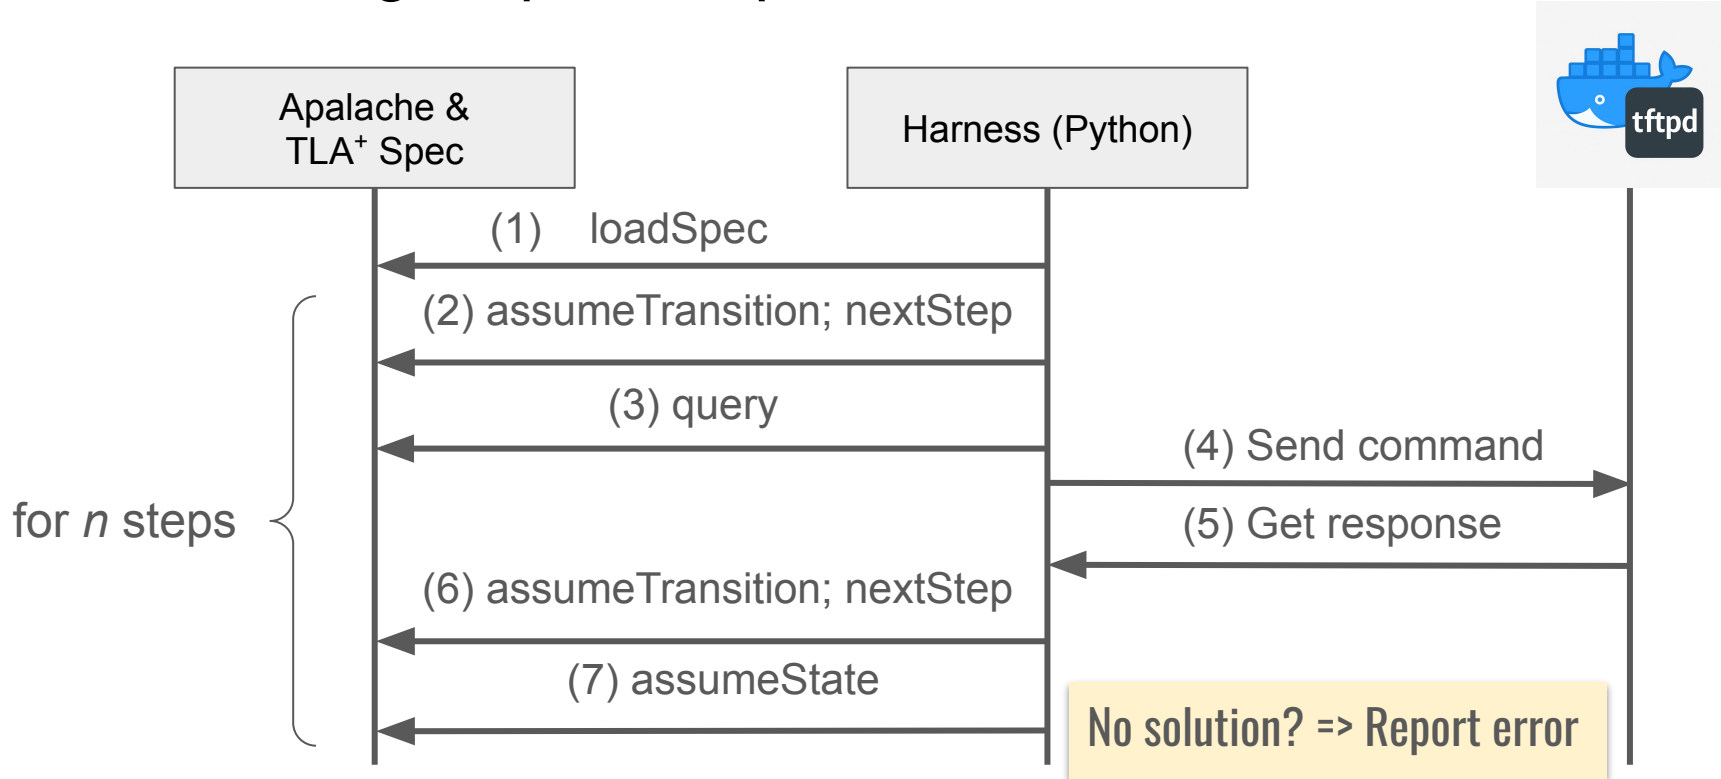 Apalache &
TLA⁺ Spec
Harness (Python)
tftpd
(1) loadSpec
(2) assumeTransition; nextStep
(3) query
(4) Send command
(5) Get response
for n steps
(6) assumeTransition; nextStep
(7) assumeState
No solution? => Report error